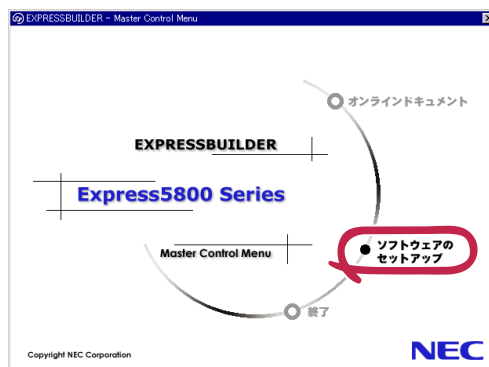 EXPRESSBUILDER - Master Control Menu
オンラインドキュメント
EXPRESSBUILDER
Express5800 Series
ソフトウェアの
セットアップ
Master Control Menu
終了
Copyright NEC Corporation
NEC